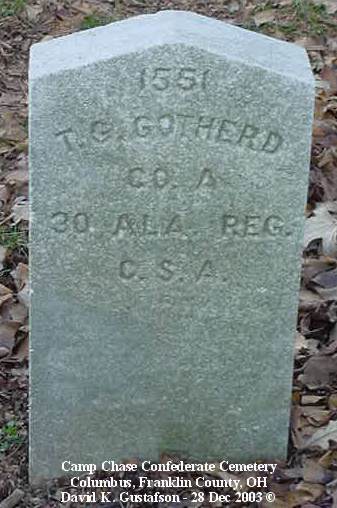 1551
T. G. GOTHERD
CO. A
30 ALA. REG.
C. S. A.
Camp Chase Confederate Cemetery
Columbus, Franklin County, OH
David K. Gustafson - 28 Dec 2003 ©